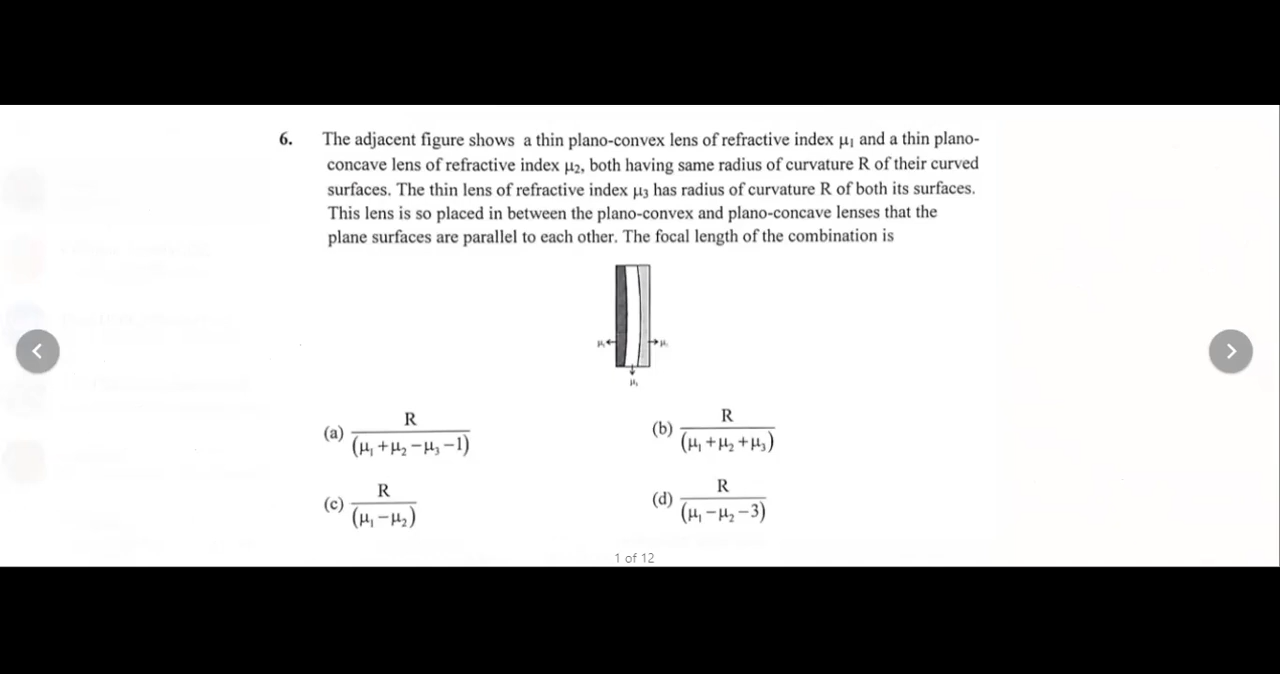 6. The adjacent figure shows a thin plano-convex lens of refractive index μ₁ and a thin plano-
concave lens of refractive index μ₂, both having same radius of curvature R of their curved
surfaces. The thin lens of refractive index μ₃ has radius of curvature R of both its surfaces.
This lens is so placed in between the plano-convex and plano-concave lenses that the
plane surfaces are parallel to each other. The focal length of the combination is
(a) R/(μ₁ + μ₂ − μ₃ − 1) (b) R/(μ₁ + μ₂ + μ₃)
(c) R/(μ₁ − μ₂) (d) R/(μ₁ − μ₂ − 3)
1 of 12